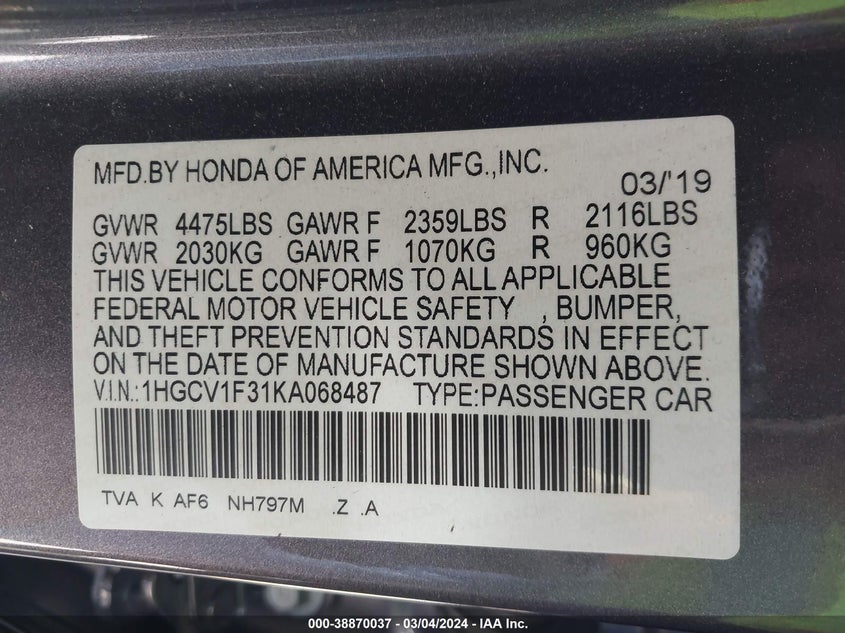 MFD.BY HONDA OF AMERICA MFG.,INC. 03/'19
GVWR 4475LBS GAWR F 2359LBS R 2116LBS
GVWR 2030KG GAWR F 1070KG R 960KG
THIS VEHICLE CONFORMS TO ALL APPLICABLE
FEDERAL MOTOR VEHICLE SAFETY , BUMPER,
AND THEFT PREVENTION STANDARDS IN EFFECT
ON THE DATE OF MANUFACTURE SHOWN ABOVE.
V.I.N.:1HGCV1F31KA068487 TYPE:PASSENGER CAR
TVA K AF6 NH797M .Z .A
000-38870037 - 03/04/2024 - IAA Inc.